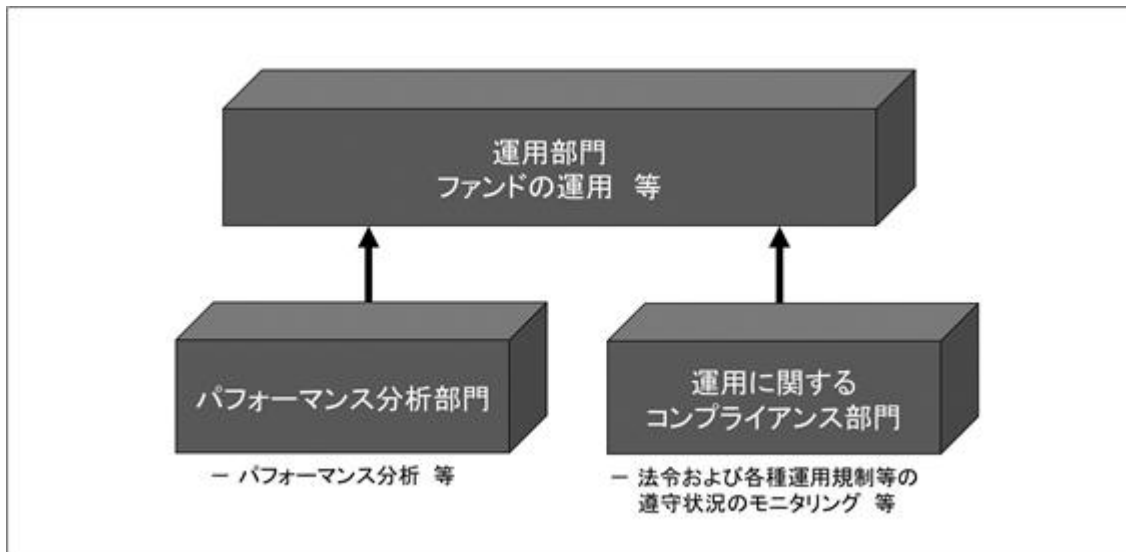 運用部門
ファンドの運用 等
パフォーマンス分析部門
－ パフォーマンス分析 等
運用に関する
コンプライアンス部門
－ 法令および各種運用規制等の
遵守状況のモニタリング 等